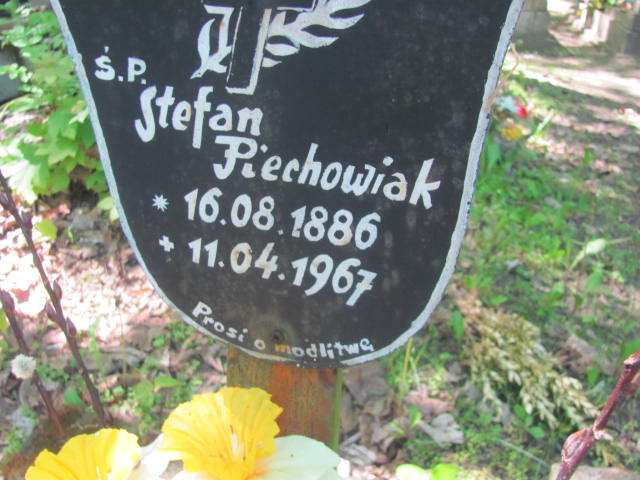 Ś.P.
Stefan
Piechowiak
* 16.08.1886
+ 11.04.1967
Prosi o modlitwę